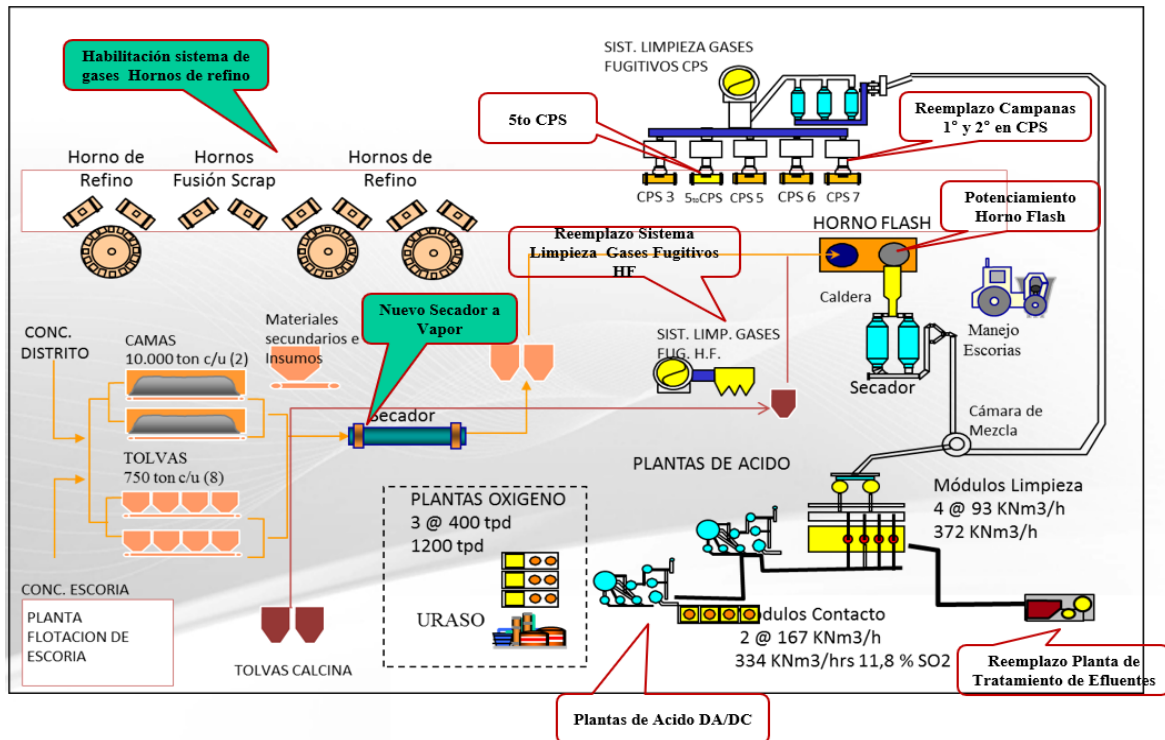 Habilitación sistema de
gases Hornos de refino
SIST. LIMPIEZA GASES
FUGITIVOS CPS
5to CPS
Reemplazo Campanas
1° y 2° en CPS
Horno de
Refino
Hornos
Fusión Scrap
Hornos de
Refino
CPS 3
5to CPS
CPS 5
CPS 6
CPS 7
Potenciamiento
Horno Flash
HORNO FLASH
Reemplazo Sistema
Limpieza Gases Fugitivos
HF
Caldera
Manejo
Escorias
Nuevo Secador a
Vapor
CONC.
DISTRITO
CAMAS
10.000 ton c/u (2)
Materiales
secundarios e
Insumos
SIST. LIMP. GASES
FUG. H.F.
Secador
Secador
Cámara de
Mezcla
TOLVAS
750 ton c/u (8)
PLANTAS DE ACIDO
Módulos Limpieza
4 @ 93 KNm3/h
372 KNm3/h
PLANTAS OXIGENO
3 @ 400 tpd
1200 tpd
URASO
CONC. ESCORIA
PLANTA
FLOTACION DE
ESCORIA
TOLVAS CALCINA
ódulos Contacto
2 @ 167 KNm3/h
334 KNm3/hrs 11,8 % SO2
Reemplazo Planta de
Tratamiento de Efluentes
Plantas de Acido DA/DC